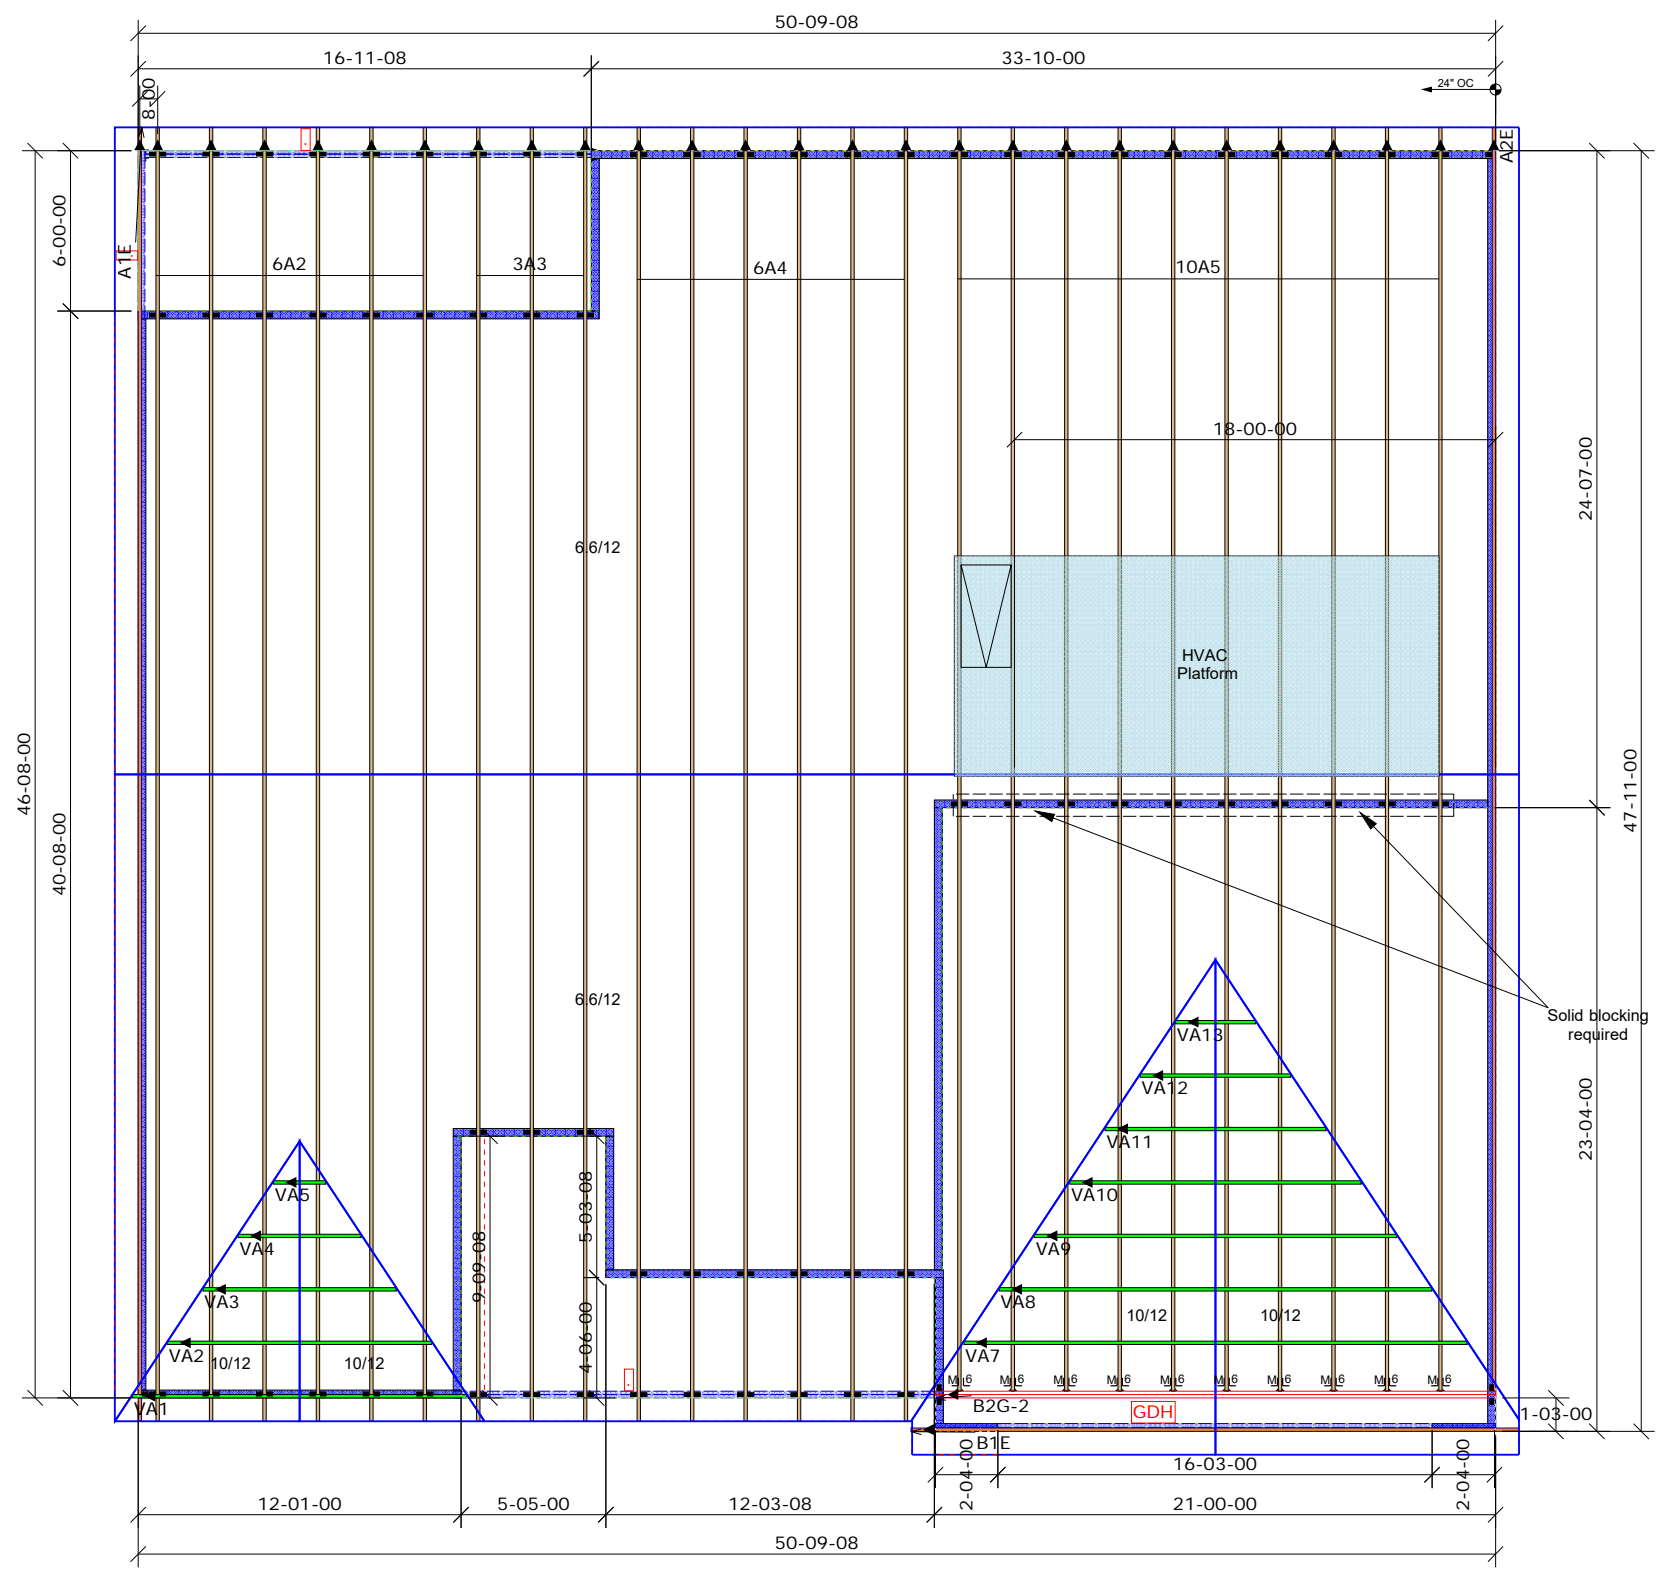 50-09-08
16-11-08
33-10-00
8-00
24" OC
A2E
6-00-00
A1E
6A2
3A3
6A4
10A5
18-00-00
24-07-00
6.6/12
HVAC
Platform
46-08-00
47-11-00
40-08-00
6.6/12
Solid blocking
required
VA13
VA12
23-04-00
VA11
VA5
VA10
5-03-08
VA4
VA9
9-09-08
VA3
VA8
10/12
10/12
4-06-00
VA2
10/12
10/12
VA7
VA1
B2G-2
GDH
1-03-00
B1E
2-04-00
16-03-00
2-04-00
12-01-00
5-05-00
12-03-08
21-00-00
50-09-08